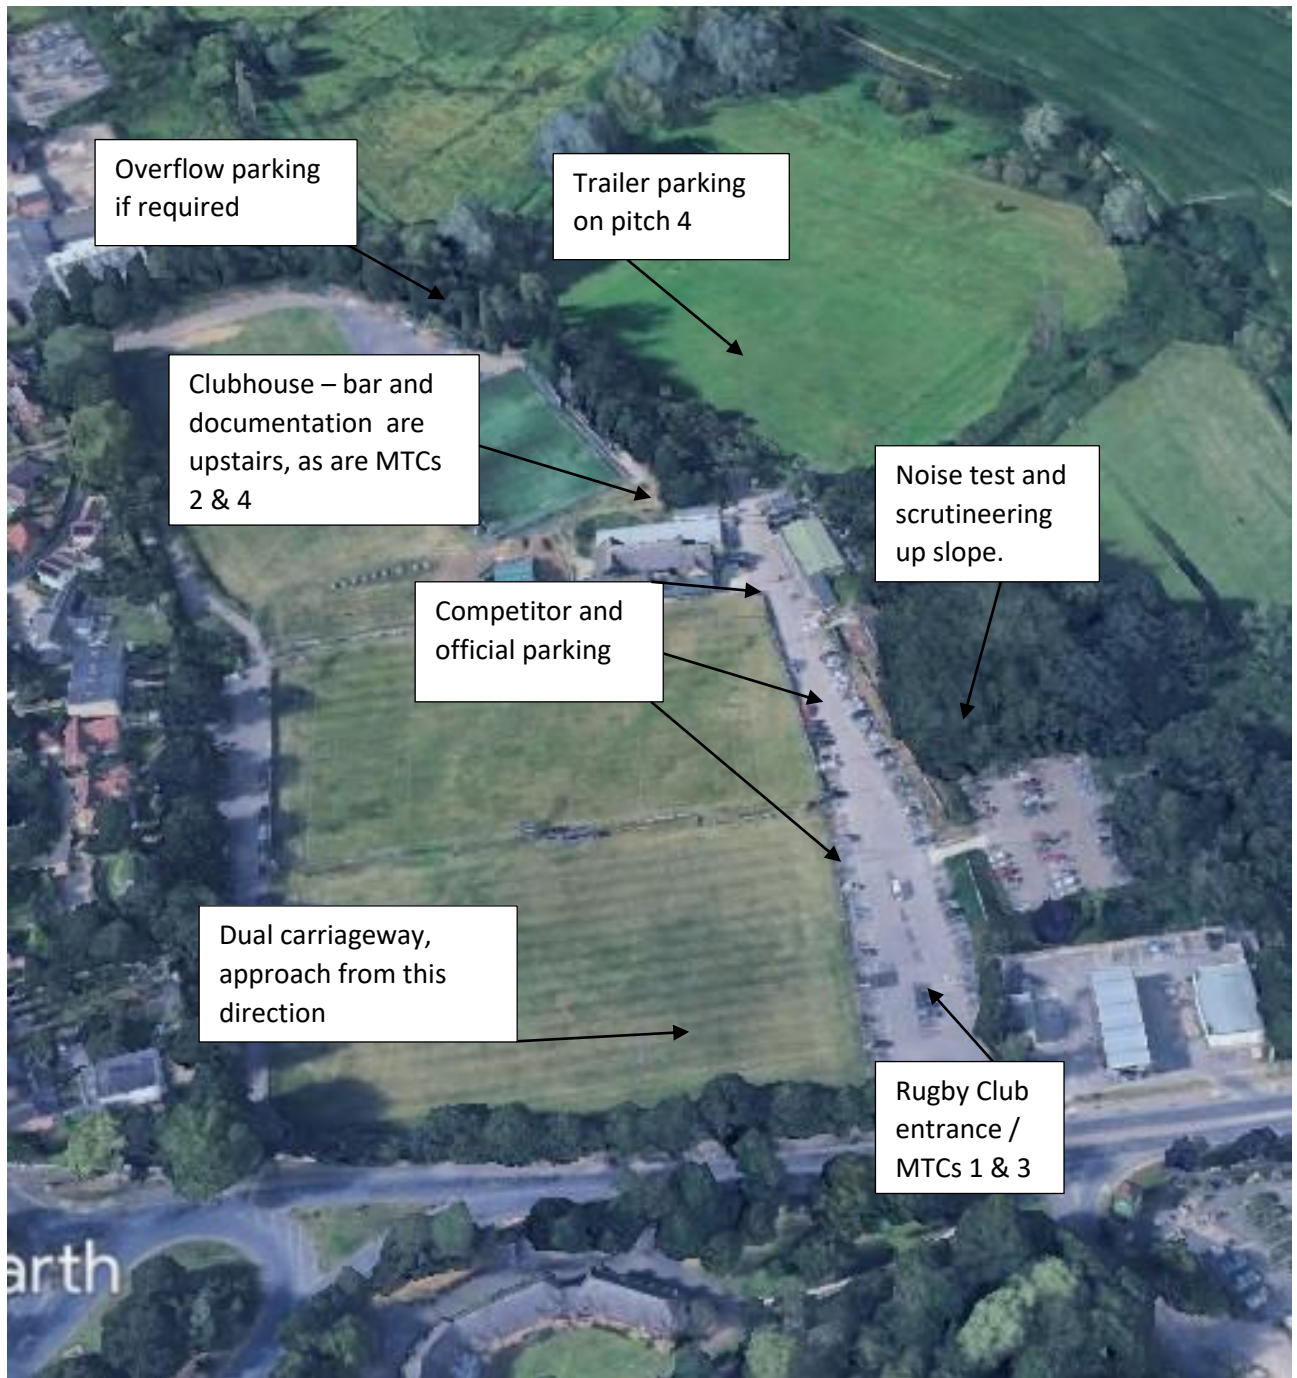 Overflow parking
if required
Trailer parking
on pitch 4
Clubhouse – bar and
documentation  are
upstairs, as are MTCs
2 & 4
Noise test and
scrutineering
up slope.
Competitor and
official parking
Dual carriageway,
approach from this
direction
Rugby Club
entrance /
MTCs 1 & 3
arth